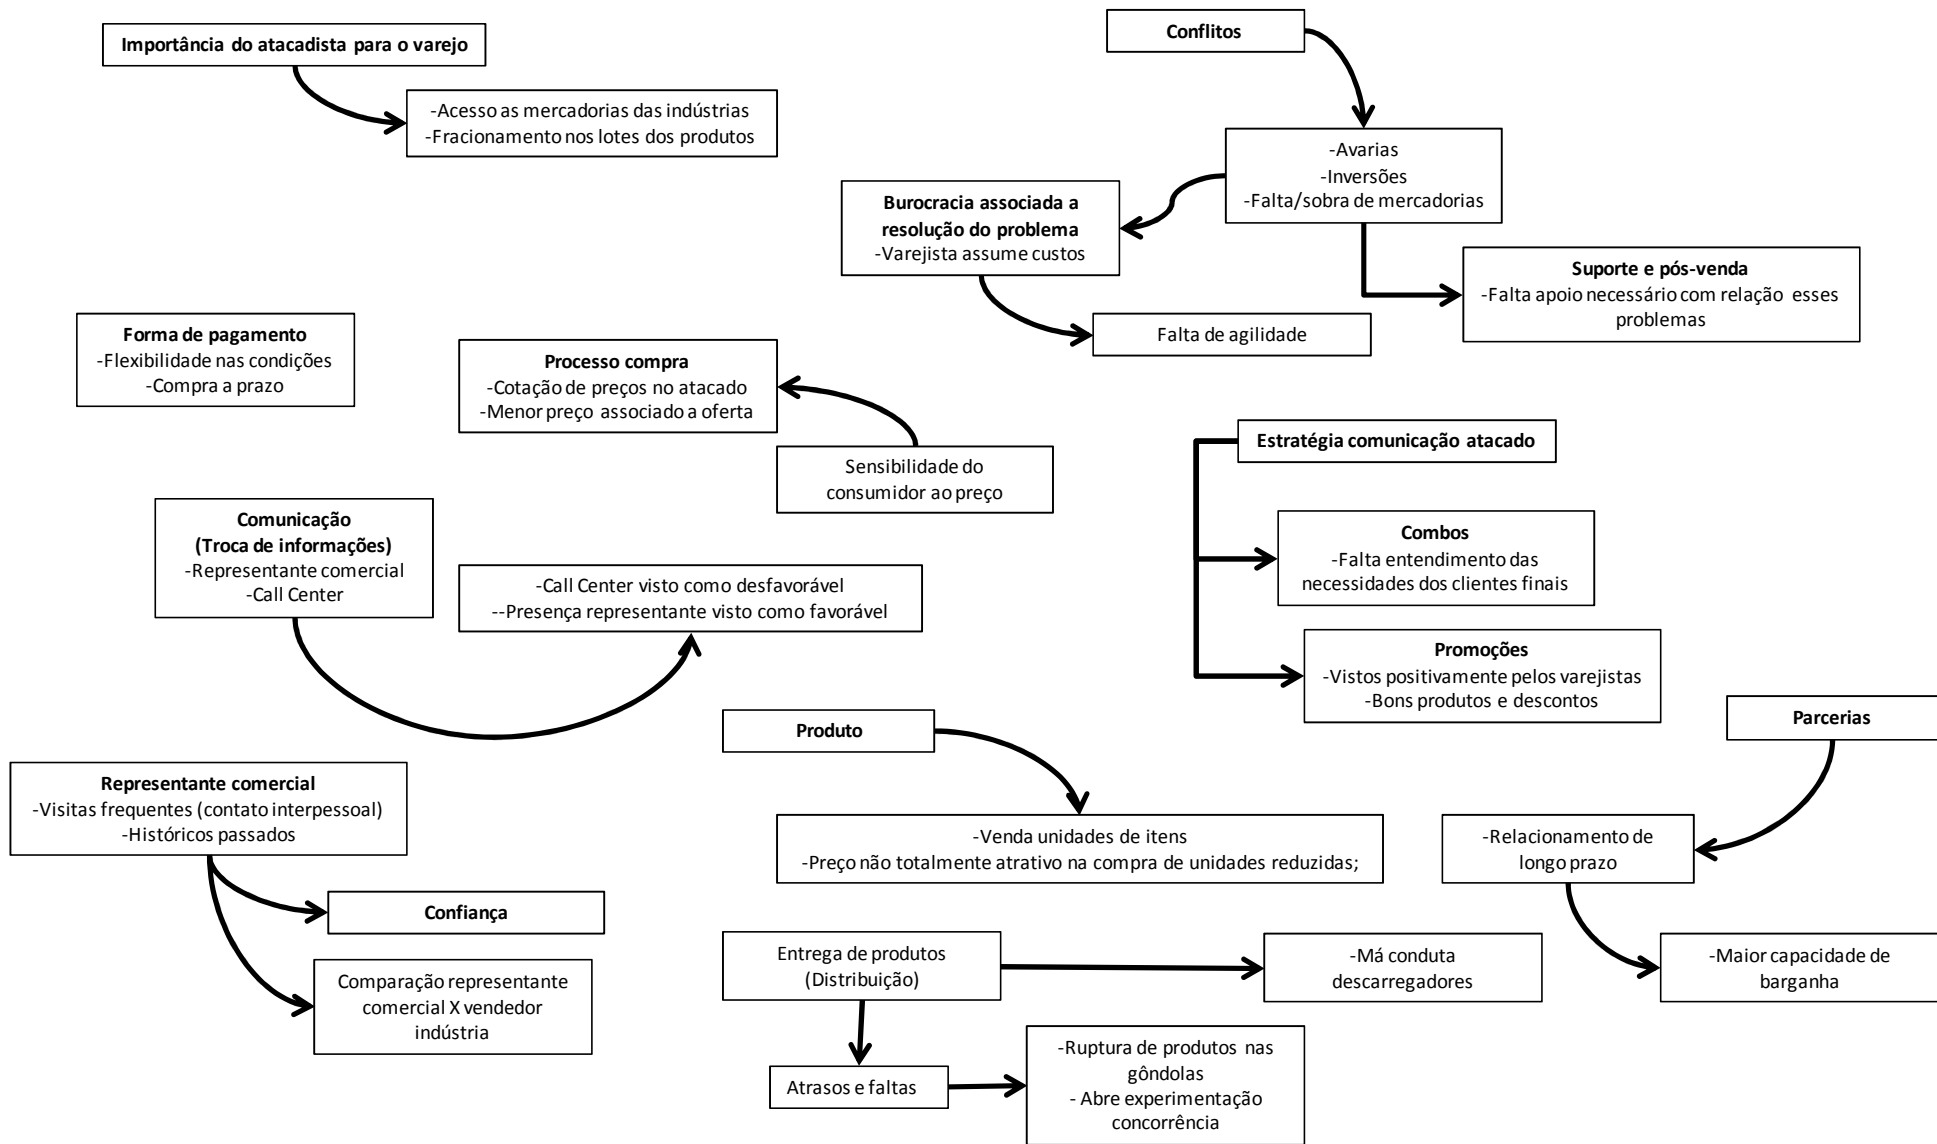 Importância do atacadista para o varejo
-Acesso as mercadorias das indústrias
-Fracionamento nos lotes dos produtos
Conflitos
-Avarias
-Inversões
-Falta/sobra de mercadorias
Burocracia associada a
resolução do problema
-Varejista assume custos
Suporte e pós-venda
-Falta apoio necessário com relação esses
problemas
Falta de agilidade
Forma de pagamento
-Flexibilidade nas condições
-Compra a prazo
Processo compra
-Cotação de preços no atacado
-Menor preço associado a oferta
Sensibilidade do
consumidor ao preço
Estratégia comunicação atacado
Combos
-Falta entendimento das
necessidades dos clientes finais
Promoções
-Vistos positivamente pelos varejistas
-Bons produtos e descontos
Comunicação
(Troca de informações)
-Representante comercial
-Call Center
-Call Center visto como desfavorável
--Presença representante visto como favorável
Produto
-Venda unidades de itens
-Preço não totalmente atrativo na compra de unidades reduzidas;
Parcerias
-Relacionamento de
longo prazo
-Maior capacidade de
barganha
Representante comercial
-Visitas frequentes (contato interpessoal)
-Históricos passados
Confiança
Comparação representante
comercial X vendedor
indústria
Entrega de produtos
(Distribuição)
-Má conduta
descarregadores
Atrasos e faltas
-Ruptura de produtos nas
gôndolas
- Abre experimentação
concorrência